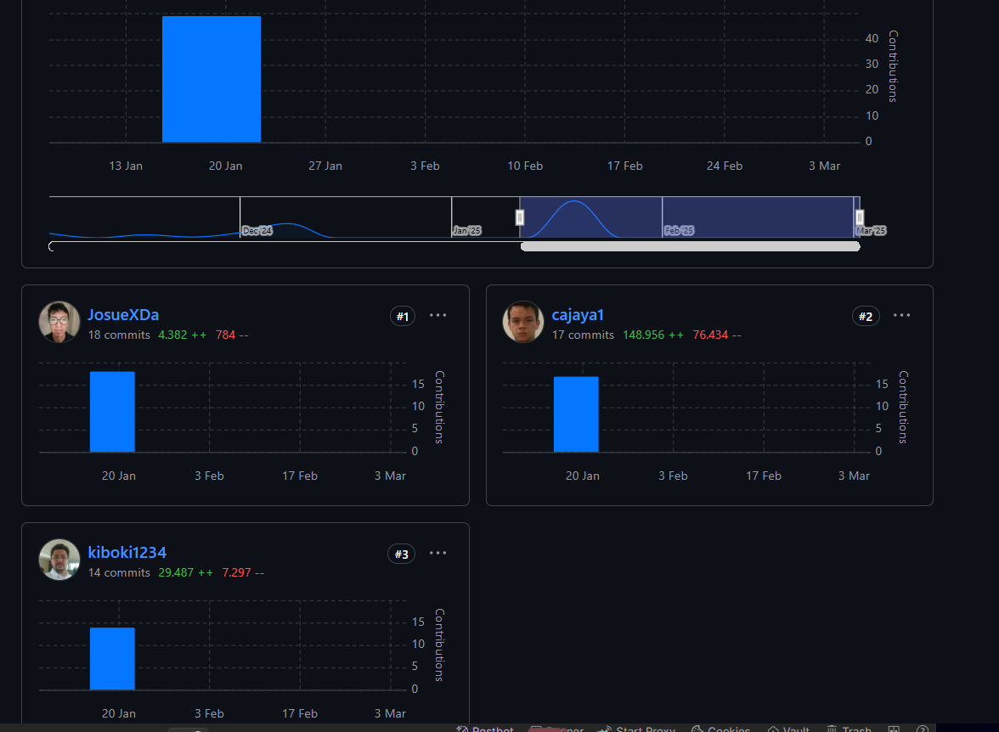 40
30
20
10
0
Contributions
13 Jan 20 Jan 27 Jan 3 Feb 10 Feb 17 Feb 24 Feb 3 Mar
Dec '24 Jan '25 Feb '25 Mar '25
JosueXDa #1
18 commits 4.382 ++ 784 --
15
10
5
0
Contributions
20 Jan 3 Feb 17 Feb 3 Mar
cajaya1 #2
17 commits 148.956 ++ 76.434 --
15
10
5
0
Contributions
20 Jan 3 Feb 17 Feb 3 Mar
kiboki1234 #3
14 commits 29.487 ++ 7.297 --
15
10
5
0
Contributions
20 Jan 3 Feb 17 Feb 3 Mar
Postbot Start Proxy Cookies Vault Trash